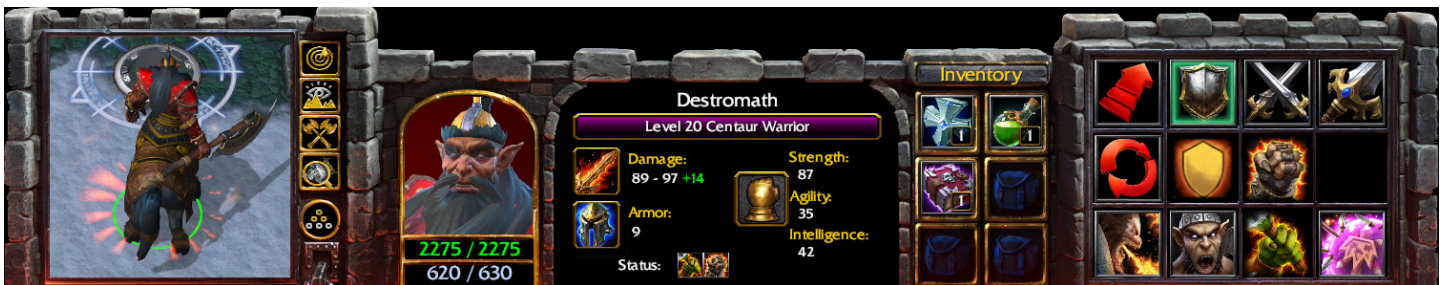 Destromath
Level 20 Centaur Warrior
Damage:
89 - 97 +14
Armor:
9
Strength:
87
Agility:
35
Intelligence:
42
Status:
2275 / 2275
620 / 630
Inventory
1
1
1